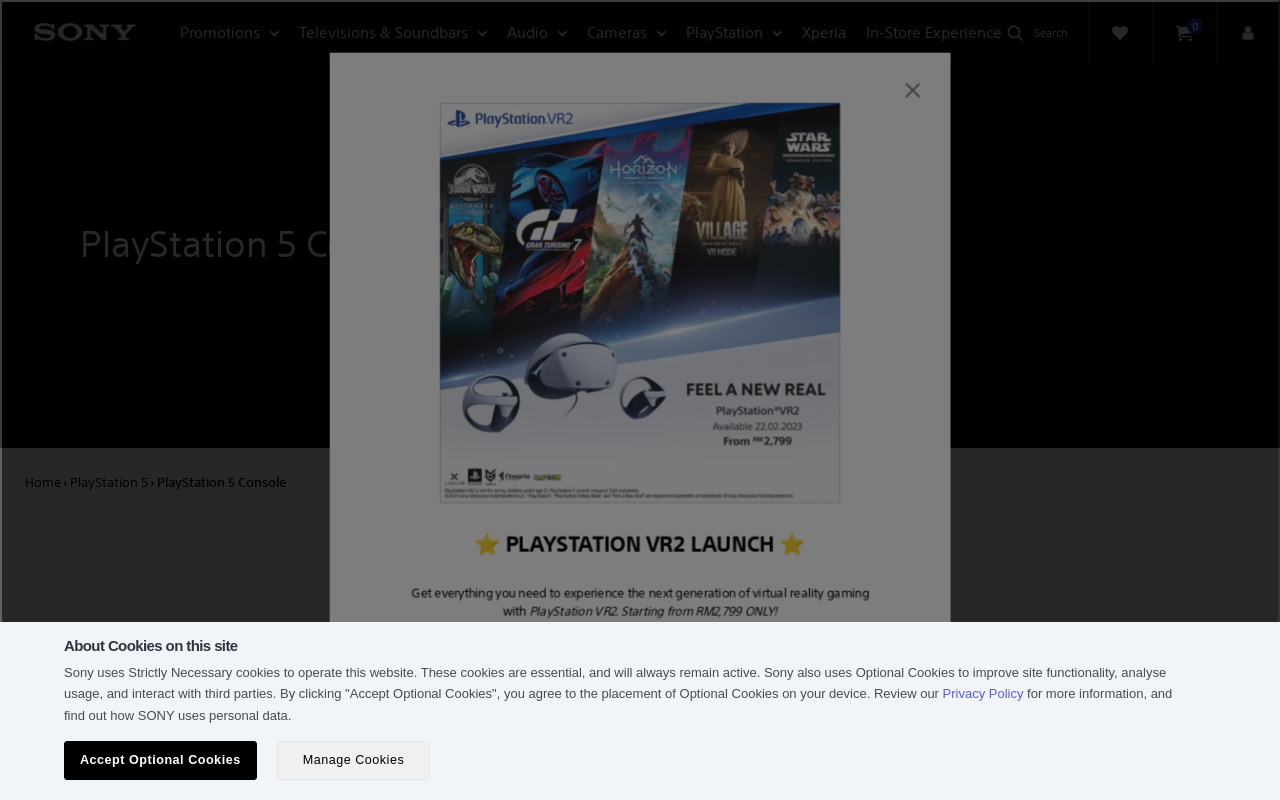 SONY
Promotions
Televisions & Soundbars
Audio
Cameras
PlayStation
Xperia
In-Store Experience
Search
0
PlayStation 5 Co
PlayStation.VR2
JURASSIC WORLD
GRAN TURISMO 7
HORIZON
VILLAGE
RESIDENT EVIL
VR MODE
STAR WARS
ENHANCED EDITION
FEEL A NEW REAL
PlayStation®VR2
Available 22.02.2023
From RM2,799
firesprite
CAPCOM
Home › PlayStation 5 › PlayStation 5 Console
⭐ PLAYSTATION VR2 LAUNCH ⭐
Get everything you need to experience the next generation of virtual reality gaming
with PlayStation VR2. Starting from RM2,799 ONLY!
About Cookies on this site
Sony uses Strictly Necessary cookies to operate this website. These cookies are essential, and will always remain active. Sony also uses Optional Cookies to improve site functionality, analyse
usage, and interact with third parties. By clicking "Accept Optional Cookies", you agree to the placement of Optional Cookies on your device. Review our Privacy Policy for more information, and
find out how SONY uses personal data.
Accept Optional Cookies
Manage Cookies